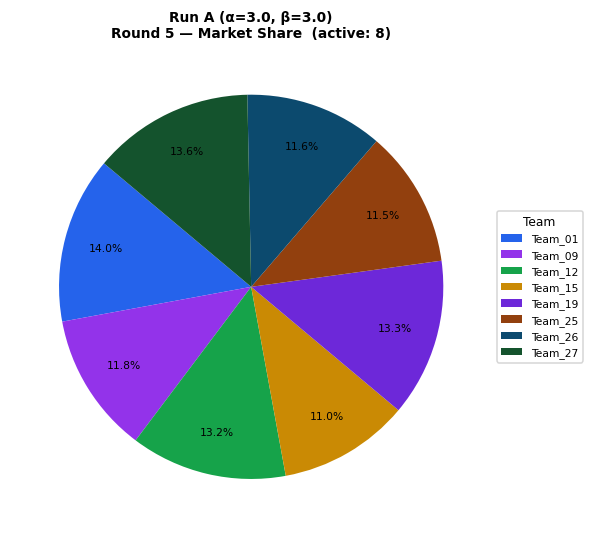 Run A (α=3.0, β=3.0)
Round 5 — Market Share  (active: 8)
13.6%
11.6%
11.5%
14.0%
13.3%
11.8%
11.0%
13.2%
Team
Team_01
Team_09
Team_12
Team_15
Team_19
Team_25
Team_26
Team_27